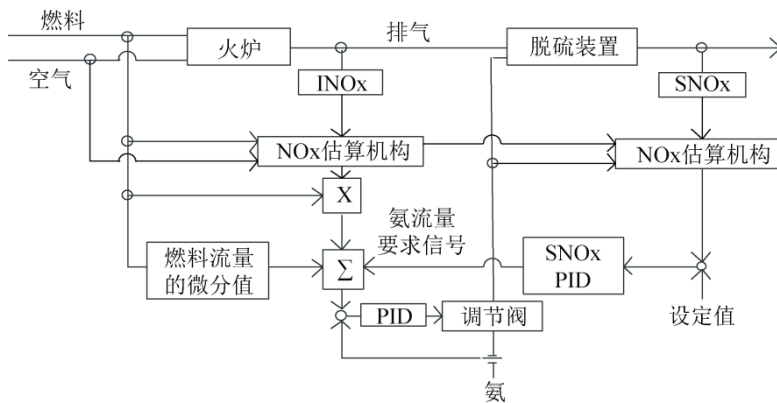 燃料
火炉
排气
脱硫装置
空气
INOx
SNOx
NOx估算机构
NOx估算机构
X
氨流量
要求信号
燃料流量
的微分值
Σ
SNOx
PID
PID
调节阀
设定值
氨